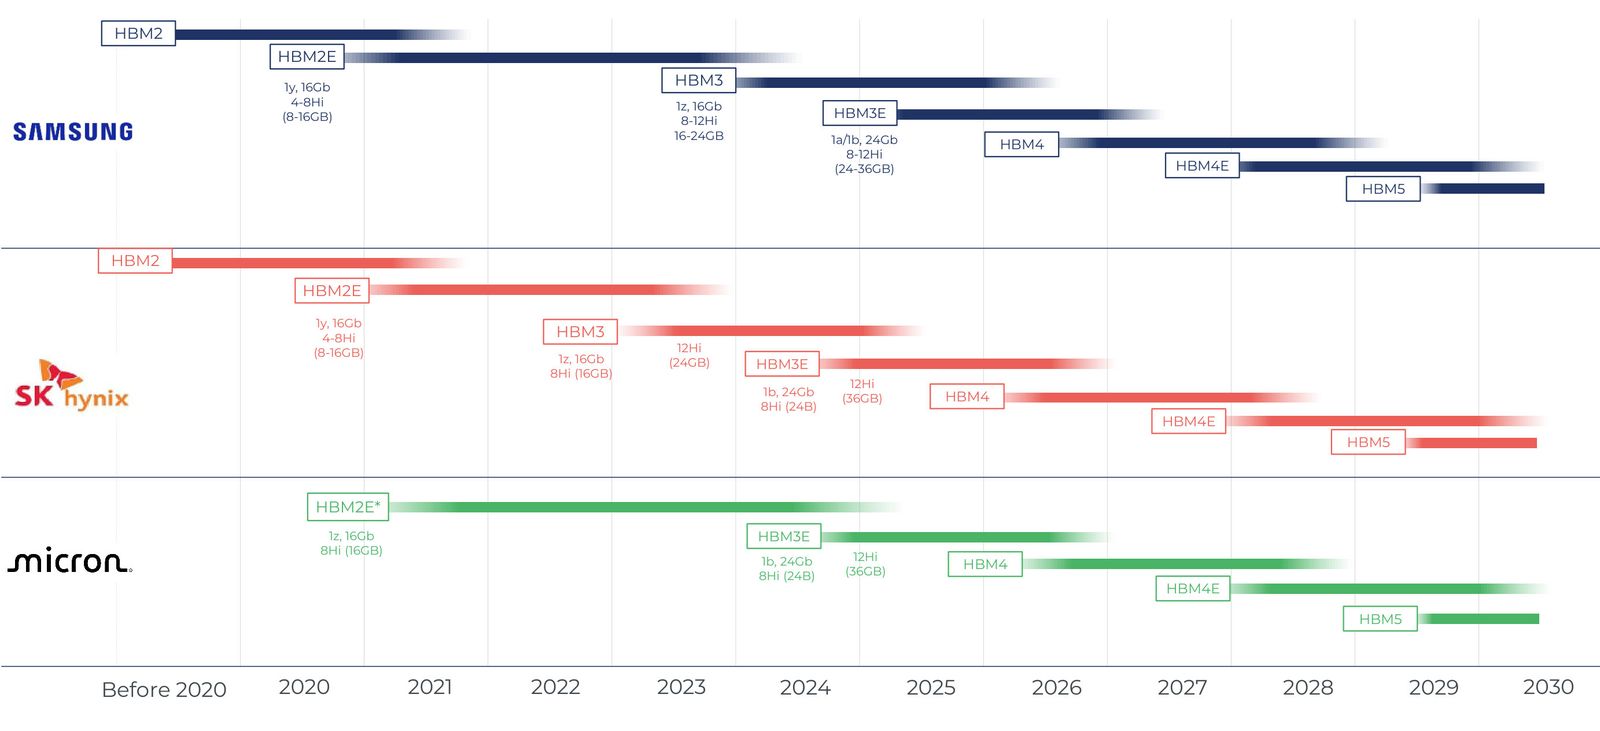 HBM2
HBM2E
1y, 16Gb
4-8Hi
(8-16GB)
HBM3
1z, 16Gb
8-12Hi
16-24GB
HBM3E
1a/1b, 24Gb
8-12Hi
(24-36GB)
HBM4
HBM4E
HBM5
SAMSUNG
HBM2
HBM2E
1y, 16Gb
4-8Hi
(8-16GB)
HBM3
1z, 16Gb
8Hi (16GB)
12Hi
(24GB)
HBM3E
1b, 24Gb
8Hi (24B)
12Hi
(36GB)
HBM4
HBM4E
HBM5
SK hynix
HBM2E*
1z, 16Gb
8Hi (16GB)
HBM3E
1b, 24Gb
8Hi (24B)
12Hi
(36GB)
HBM4
HBM4E
HBM5
micron
Before 2020 2020 2021 2022 2023 2024 2025 2026 2027 2028 2029 2030